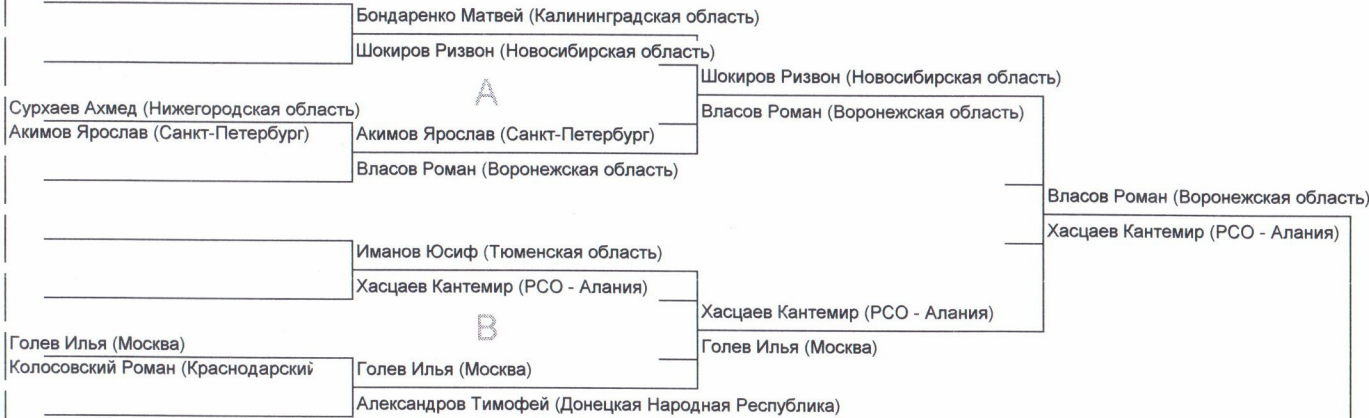 Бондаренко Матвей (Калининградская область)
Шокиров Ризвон (Новосибирская область)
A
Шокиров Ризвон (Новосибирская область)
Сурхаев Ахмед (Нижегородская область)
Власов Роман (Воронежская область)
Акимов Ярослав (Санкт-Петербург)
Акимов Ярослав (Санкт-Петербург)
Власов Роман (Воронежская область)
Власов Роман (Воронежская область)
Хасцаев Кантемир (РСО - Алания)
Иманов Юсиф (Тюменская область)
Хасцаев Кантемир (РСО - Алания)
Хасцаев Кантемир (РСО - Алания)
B
Голев Илья (Москва)
Голев Илья (Москва)
Колосовский Роман (Краснодарский
Голев Илья (Москва)
Александров Тимофей (Донецкая Народная Республика)